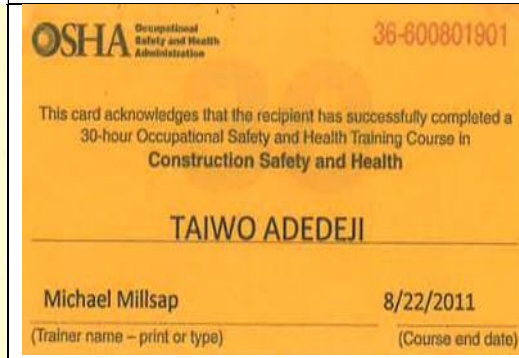 OSHA Occupational
Safety and Health
Administration
36-600801901
This card acknowledges that the recipient has successfully completed a
30-hour Occupational Safety and Health Training Course in
Construction Safety and Health
TAIWO ADEDEJI
Michael Millsap 8/22/2011
(Trainer name – print or type) (Course end date)